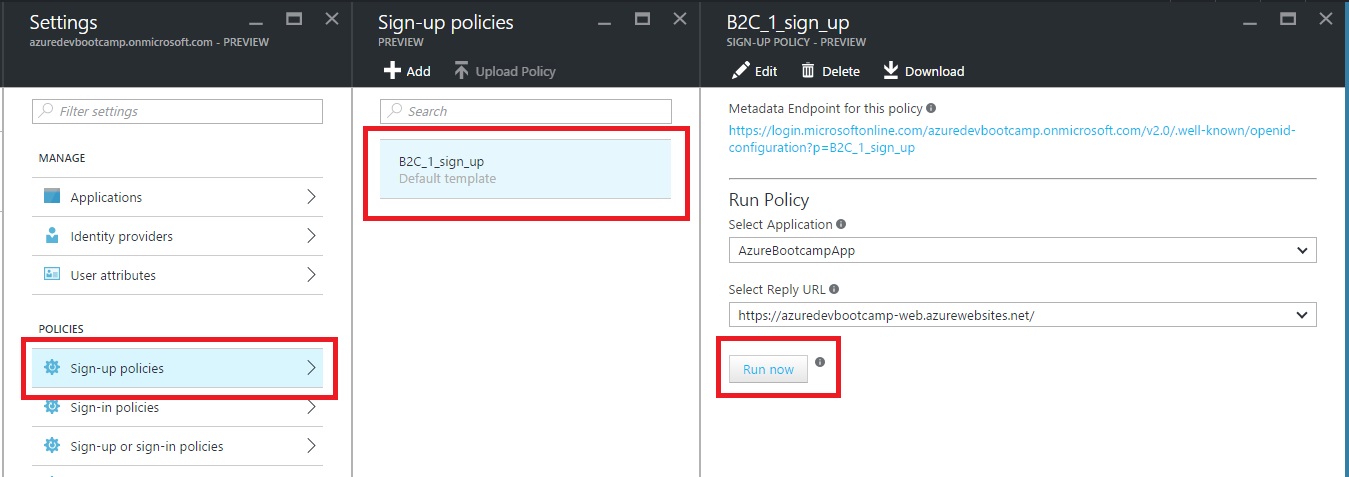 Settings
azuredevbootcamp.onmicrosoft.com - PREVIEW
Filter settings
MANAGE
Applications
Identity providers
User attributes
POLICIES
Sign-up policies
Sign-in policies
Sign-up or sign-in policies
Sign-up policies
PREVIEW
Add
Upload Policy
Search
B2C_1_sign_up
Default template
B2C_1_sign_up
SIGN-UP POLICY - PREVIEW
Edit
Delete
Download
Metadata Endpoint for this policy
https://login.microsoftonline.com/azuredevbootcamp.onmicrosoft.com/v2.0/.well-known/openid-
configuration?p=B2C_1_sign_up
Run Policy
Select Application
AzureBootcampApp
Select Reply URL
https://azuredevbootcamp-web.azurewebsites.net/
Run now